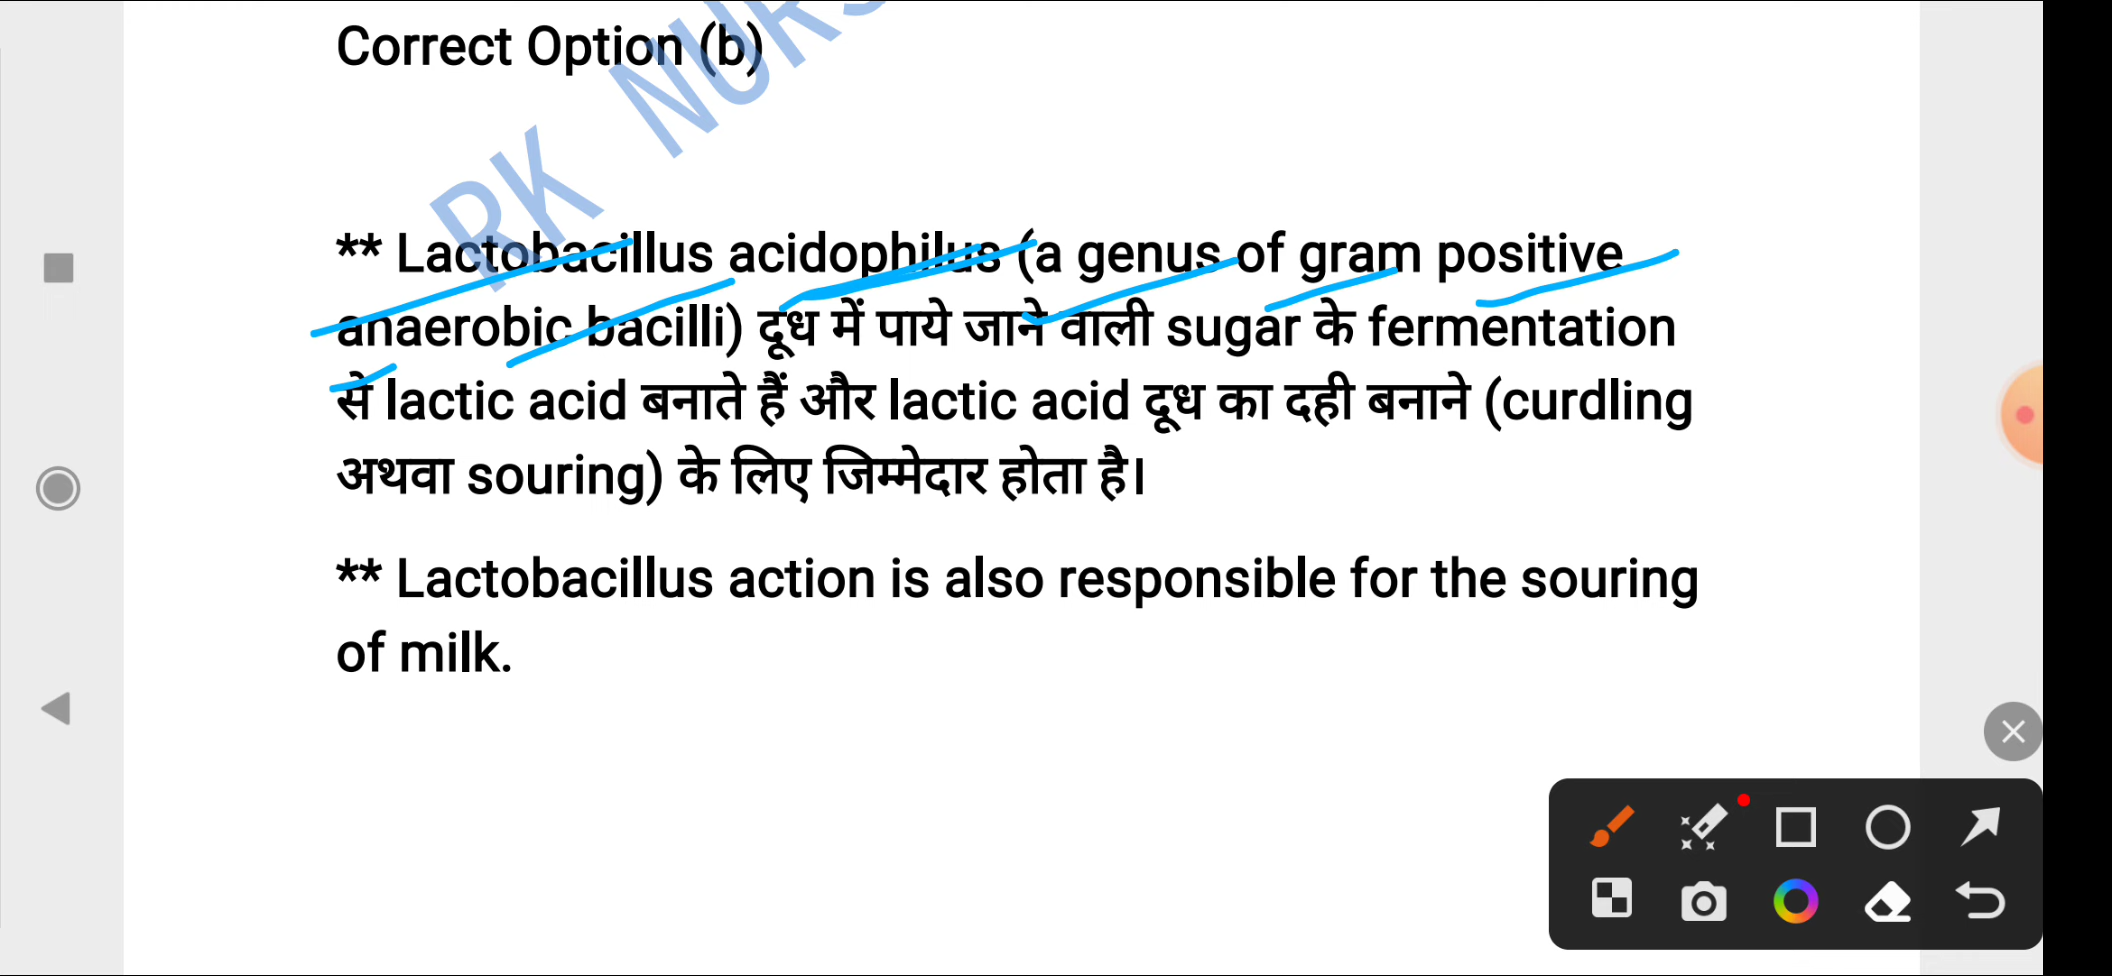 Correct Option (b)
RK NURS
** Lactobacillus acidophilus (a genus of gram positive
anaerobic bacilli) दूध में पाये जाने वाली sugar के fermentation
से lactic acid बनाते हैं और lactic acid दूध का दही बनाने (curdling
अथवा souring) के लिए जिम्मेदार होता है।
** Lactobacillus action is also responsible for the souring
of milk.